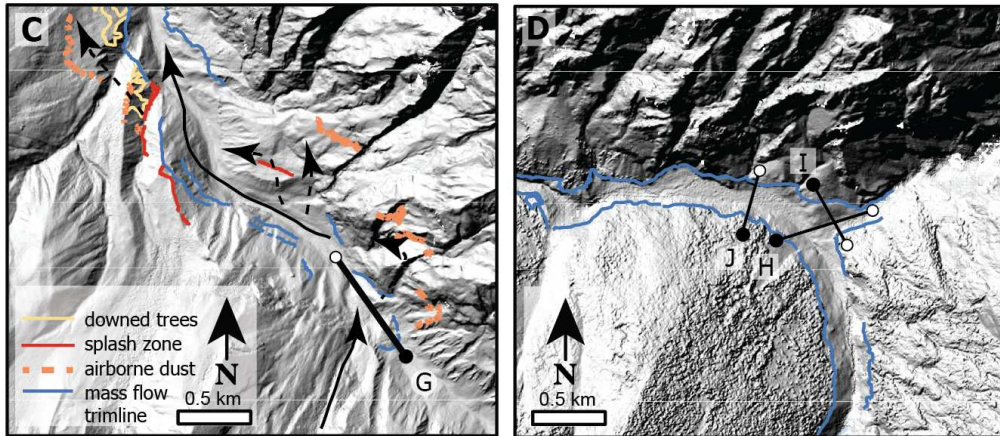 C
G
downed trees
splash zone
airborne dust
mass flow
trimline
N
0.5 km
D
I
J
H
N
0.5 km